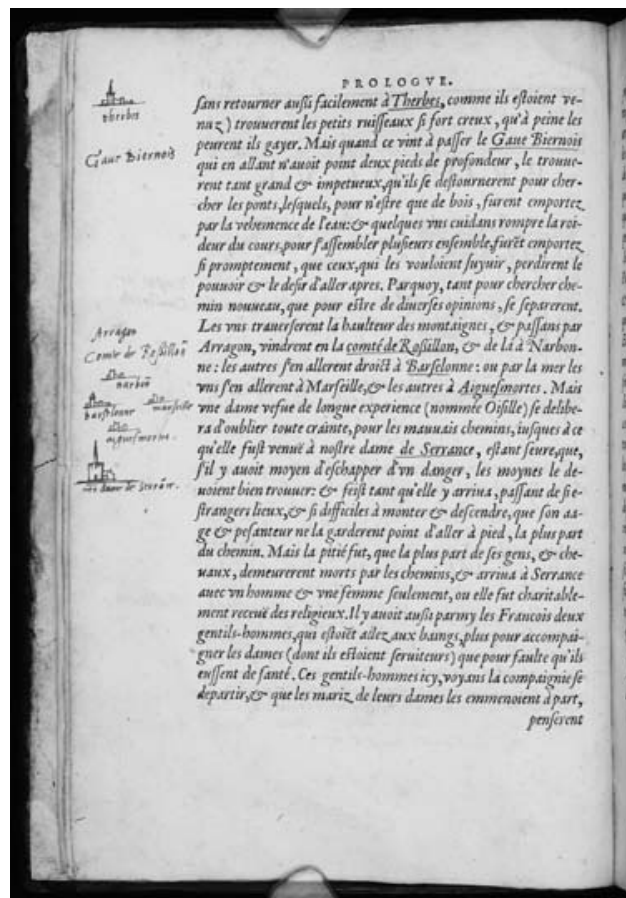 PROLOGVE.
sans retourner aussi facilement à Therbes, comme ils estoient ve-
nuz) trouuerent les petits ruisseaux si fort creux, qu'à peine les
peurent ils gayer. Mais quand ce vint à passer le Gaue Biernois
qui en allant n'auoit point deux pieds de profondeur, le trouue-
rent tant grand & impetueux, qu'ils se destournerent pour cher-
cher les ponts, lesquels, pour n'estre que de bois, furent emportez
par la vehemence de l'eau: & quelques vns cuidans rompre la roi-
deur du cours, pour s'assembler plusieurs ensemble, furēt emportez
si promptement, que ceux, qui les vouloient suyuir, perdirent le
pouuoir & le desir d'aller apres. Parquoy, tant pour chercher che-
min nouueau, que pour estre de diuerses opinions, se separerent.
Les vns trauerserent la haulteur des montaignes, & passans par
Arragon, vindrent en la comté de Rossillon, & de là à Narbon-
ne: les autres s'en allerent droict à Barselonne: ou par la mer les
vns s'en allerent à Marseille, & les autres à Aiguesmortes. Mais
vne dame vefue de longue experience (nommée Oisille) se delibe-
ra d'oublier toute crainte, pour les mauuais chemins, iusques à ce
qu'elle fust venuë à nostre dame de Serrance, estant seure, que,
s'il y auoit moyen d'eschapper d'vn danger, les moynes le de-
uoient bien trouuer: & feist tant qu'elle y arriua, passant de si e-
strangers lieux, & si difficiles à monter & descendre, que son aa-
ge & pesanteur ne la garderent point d'aller à pied, la plus part
du chemin. Mais la pitié fut, que la plus part de ses gens, & che-
uaux, demeurerent morts par les chemins, & arriua à Serrance
auec vn homme & vne femme seulement, ou elle fut charitable-
ment receuë des religieux. Il y auoit aussi parmy les Francois deux
gentils-hommes, qui estoiēt allez aux baings, plus pour accompai-
gner les dames (dont ils estoient seruiteurs) que pour faulte qu'ils
eussent de santé. Ces gentils-hommes icy, voyans la compaignie se
departir, & que les mariz de leurs dames les emmenoient à part,
penserent
therbes
Gaue Biernois
Arragon
Comte de Rossillon
narbon
barselonne
marseille
aiguesmortes.